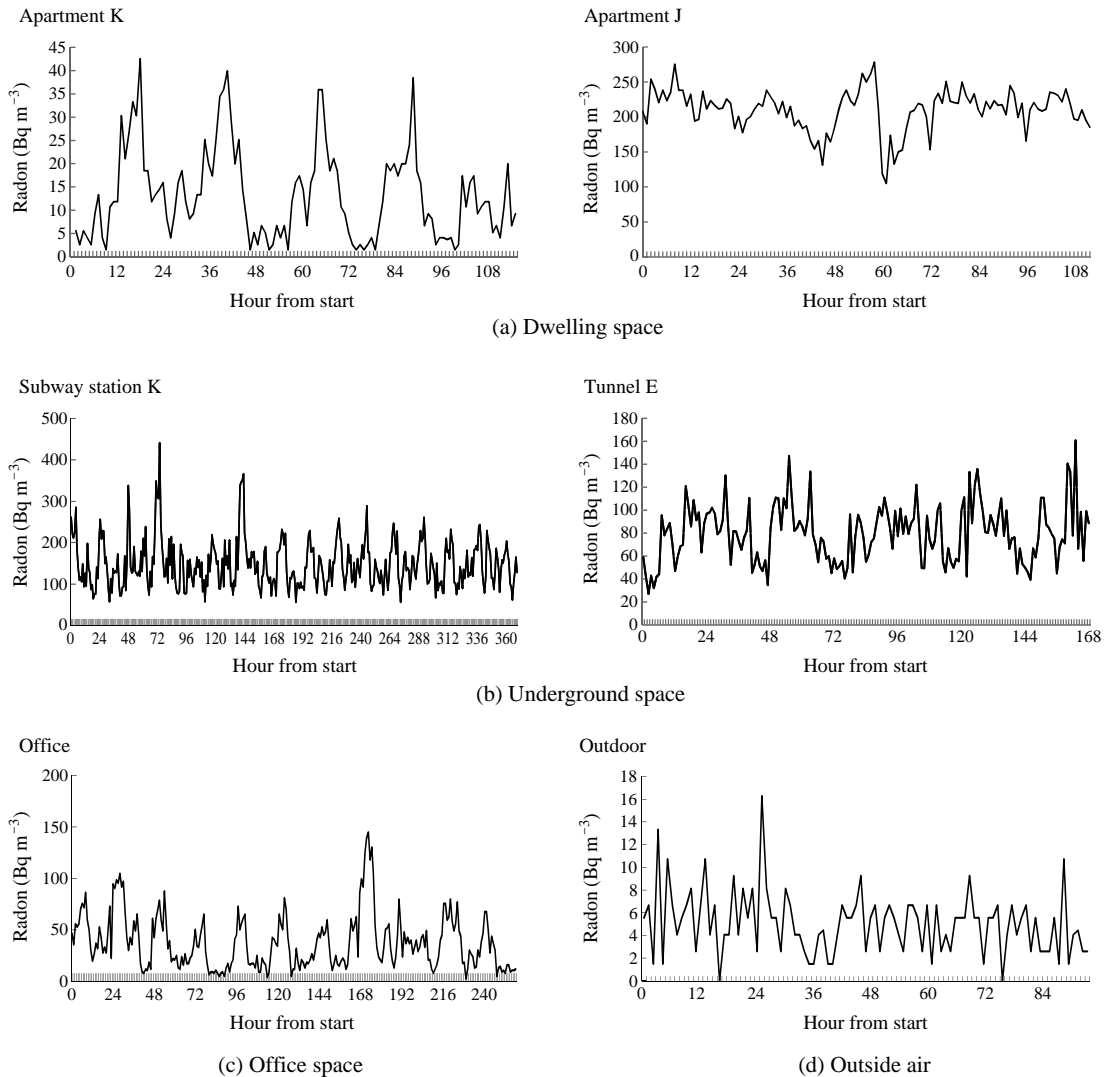 Apartment K
45
40
35
30
25
20
15
10
5
0
Radon (Bq m⁻³)
0 12 24 36 48 60 72 84 96 108
Hour from start
Apartment J
300
250
200
150
100
50
0
Radon (Bq m⁻³)
0 12 24 36 48 60 72 84 96 108
Hour from start
(a) Dwelling space
Subway station K
500
400
300
200
100
0
Radon (Bq m⁻³)
0 24 48 72 96 120 144 168 192 216 240 264 288 312 336 360
Hour from start
Tunnel E
180
160
140
120
100
80
60
40
20
0
Radon (Bq m⁻³)
0 24 48 72 96 120 144 168
Hour from start
(b) Underground space
Office
200
150
100
50
0
Radon (Bq m⁻³)
0 24 48 72 96 120 144 168 192 216 240
Hour from start
(c) Office space
Outdoor
18
16
14
12
10
8
6
4
2
0
Radon (Bq m⁻³)
0 12 24 36 48 60 72 84
Hour from start
(d) Outside air